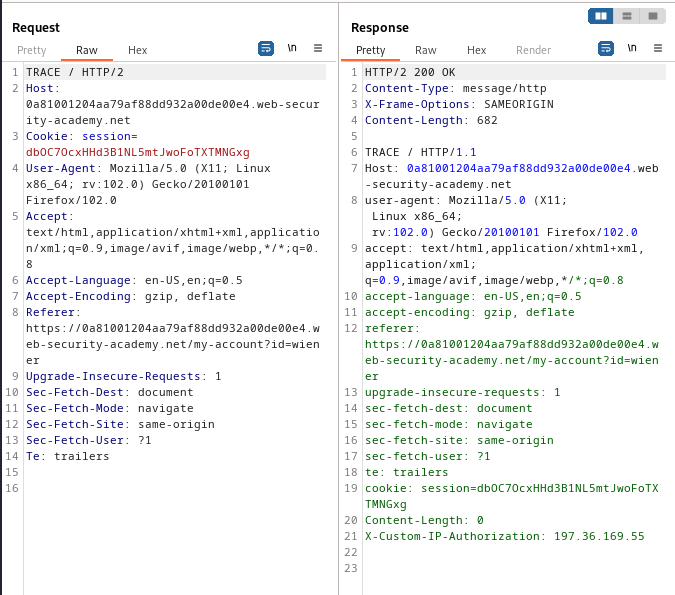 Request
Pretty Raw Hex \n
1 TRACE / HTTP/2
2 Host:
0a81001204aa79af88dd932a00de00e4.web-secur
ity-academy.net
3 Cookie: session=
dbOC7OcxHHd3B1NL5mtJwoFoTXTMNGxg
4 User-Agent: Mozilla/5.0 (X11; Linux
x86_64; rv:102.0) Gecko/20100101
Firefox/102.0
5 Accept:
text/html,application/xhtml+xml,applicatio
n/xml;q=0.9,image/avif,image/webp,*/*;q=0.
8
6 Accept-Language: en-US,en;q=0.5
7 Accept-Encoding: gzip, deflate
8 Referer:
https://0a81001204aa79af88dd932a00de00e4.w
eb-security-academy.net/my-account?id=wien
er
9 Upgrade-Insecure-Requests: 1
10 Sec-Fetch-Dest: document
11 Sec-Fetch-Mode: navigate
12 Sec-Fetch-Site: same-origin
13 Sec-Fetch-User: ?1
14 Te: trailers
15
16
Response
Pretty Raw Hex Render \n
1 HTTP/2 200 OK
2 Content-Type: message/http
3 X-Frame-Options: SAMEORIGIN
4 Content-Length: 682
5
6 TRACE / HTTP/1.1
7 Host: 0a81001204aa79af88dd932a00de00e4.web
-security-academy.net
8 user-agent: Mozilla/5.0 (X11;
Linux x86_64;
rv:102.0) Gecko/20100101 Firefox/102.0
9 accept: text/html,application/xhtml+xml,
application/xml;
q=0.9,image/avif,image/webp,*/*;q=0.8
10 accept-language: en-US,en;q=0.5
11 accept-encoding: gzip, deflate
12 referer:
https://0a81001204aa79af88dd932a00de00e4.w
eb-security-academy.net/my-account?id=wien
er
13 upgrade-insecure-requests: 1
14 sec-fetch-dest: document
15 sec-fetch-mode: navigate
16 sec-fetch-site: same-origin
17 sec-fetch-user: ?1
18 te: trailers
19 cookie: session=dbOC7OcxHHd3B1NL5mtJwoFoTX
TMNGxg
20 Content-Length: 0
21 X-Custom-IP-Authorization: 197.36.169.55
22
23